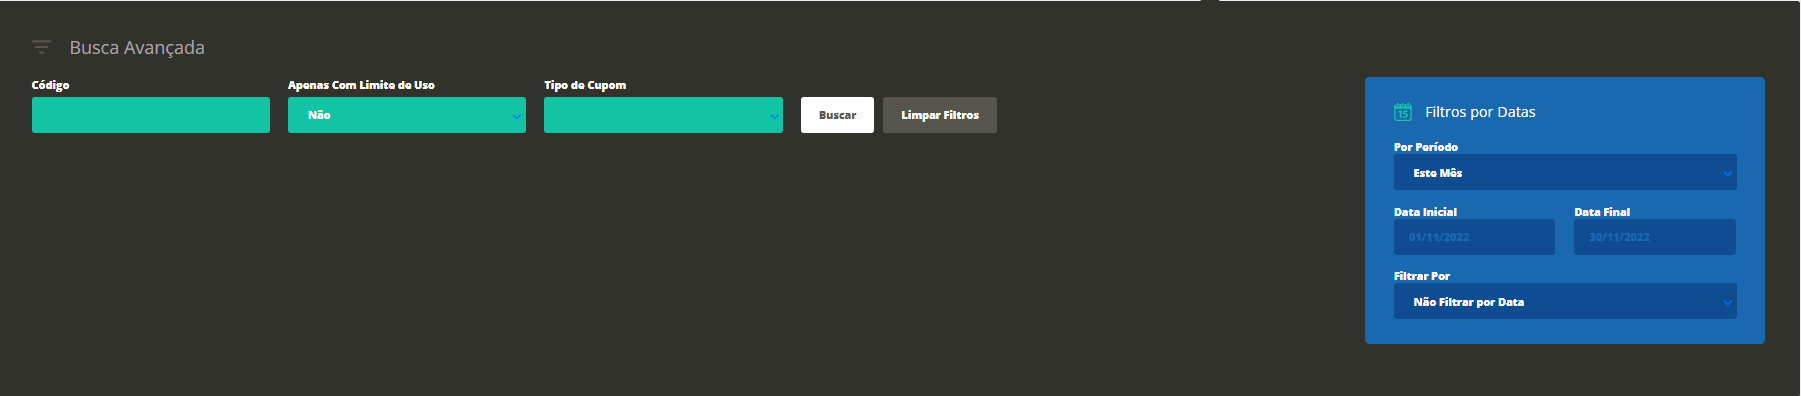 Busca Avançada
Código
Apenas Com Limite de Uso
Não
Tipo de Cupom
Buscar
Limpar Filtros
15
Filtros por Datas
Por Período
Este Mês
Data Inicial
Data Final
01/11/2022
30/11/2022
Filtrar Por
Não Filtrar por Data